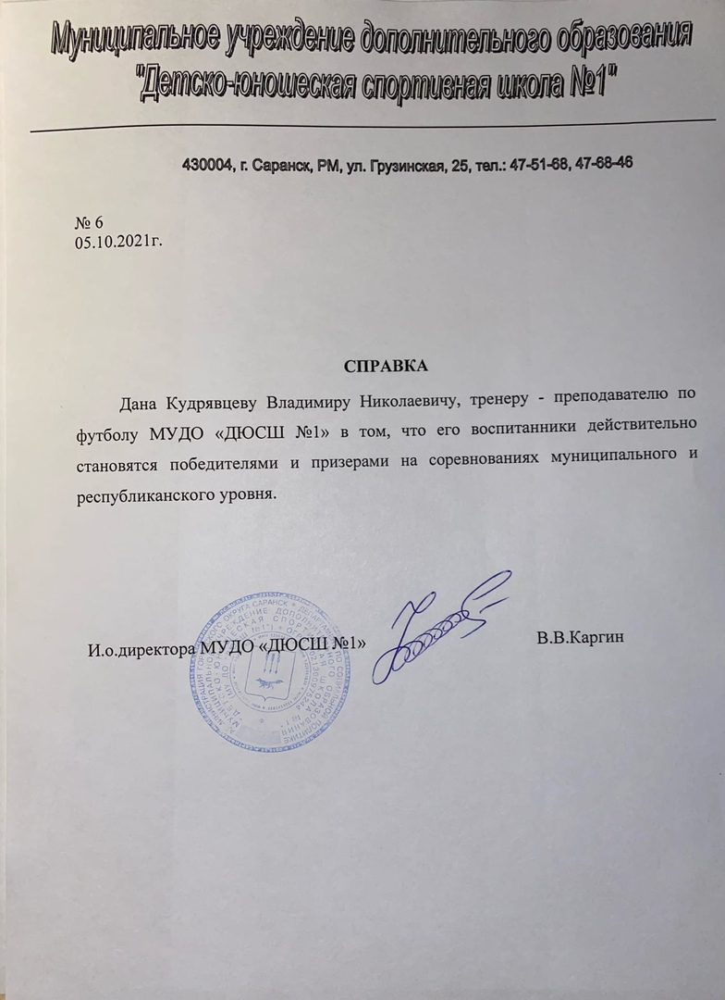 Муниципальное учреждение дополнительного образования
"Детско-юношеская спортивная школа №1"
430004, г. Саранск, РМ, ул. Грузинская, 25, тел.: 47-51-68, 47-68-46
№ 6
05.10.2021г.
СПРАВКА
Дана Кудрявцеву Владимиру Николаевичу, тренеру - преподавателю по
футболу МУДО «ДЮСШ №1» в том, что его воспитанники действительно
становятся победителями и призерами на соревнованиях муниципального и
республиканского уровня.
И.о.директора МУДО «ДЮСШ №1»
В.В.Каргин